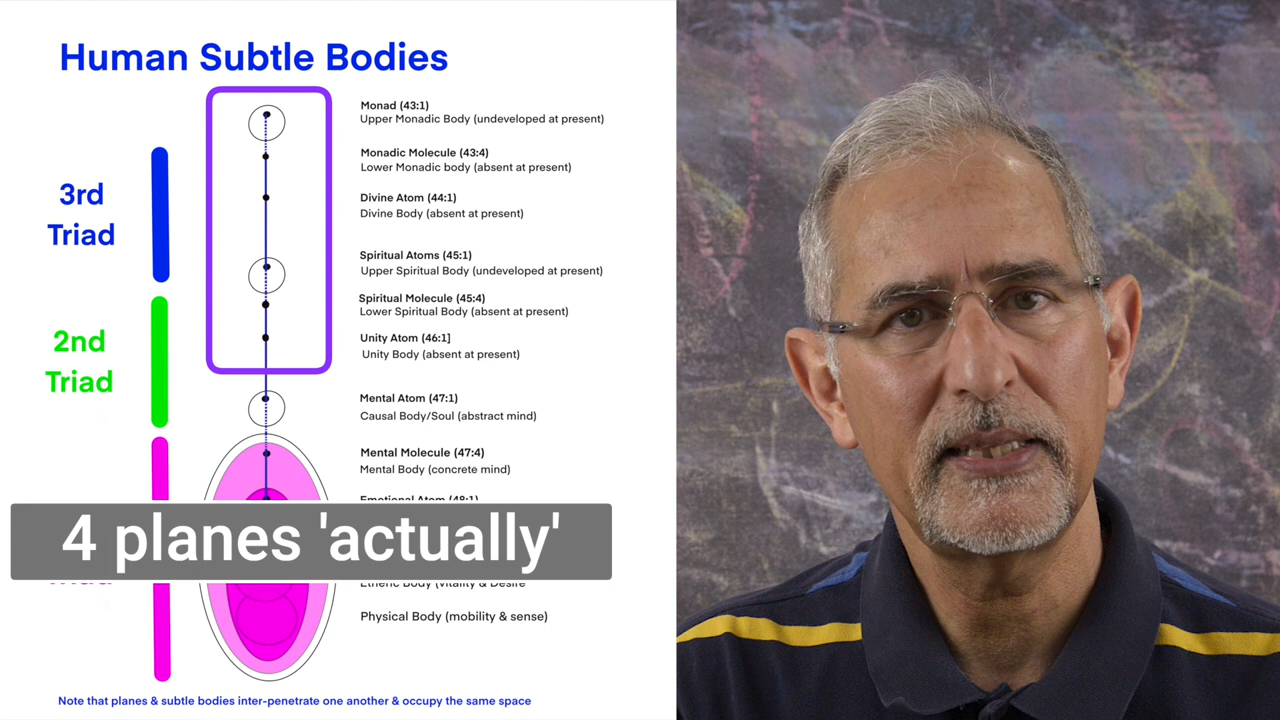 Human Subtle Bodies
Monad (43:1)
Upper Monadic Body (undeveloped at present)
Monadic Molecule (43:4)
Lower Monadic body (absent at present)
3rd
Triad
Divine Atom (44:1)
Divine Body (absent at present)
Spiritual Atoms (45:1)
Upper Spiritual Body (undeveloped at present)
Spiritual Molecule (45:4)
Lower Spiritual Body (absent at present)
2nd
Triad
Unity Atom (46:1]
Unity Body (absent at present)
Mental Atom (47:1)
Causal Body/Soul (abstract mind)
Mental Molecule (47:4)
Mental Body (concrete mind)
Emotional Atom (48:1)
4 planes 'actually'
Etheric Body (vitality & Desire
Physical Body (mobility & sense)
Note that planes & subtle bodies inter-penetrate one another & occupy the same space